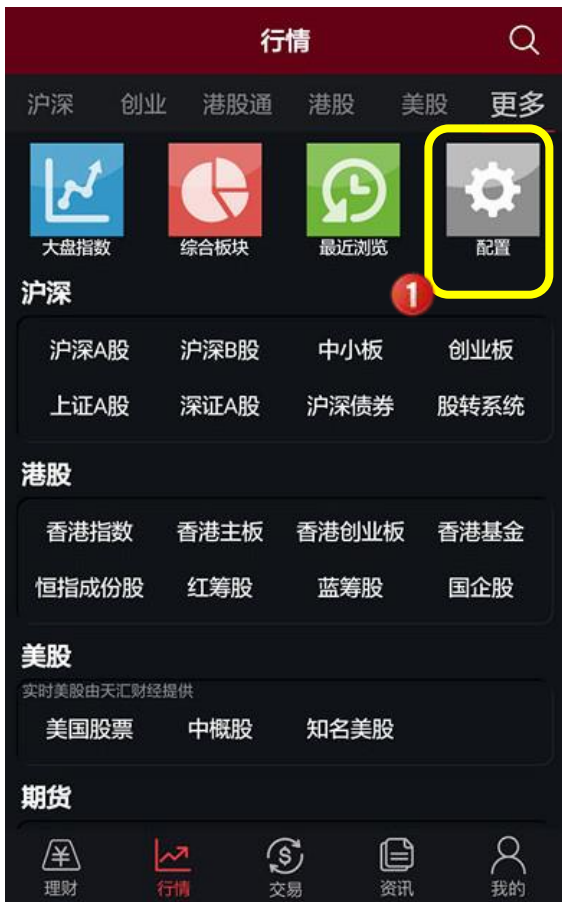 行情
沪深 创业 港股通 港股 美股 更多
大盘指数 综合板块 最近浏览 配置
1
沪深
沪深A股 沪深B股 中小板 创业板
上证A股 深证A股 沪深债券 股转系统
港股
香港指数 香港主板 香港创业板 香港基金
恒指成份股 红筹股 蓝筹股 国企股
美股
实时美股由天汇财经提供
美国股票 中概股 知名美股
期货
理财 行情 交易 资讯 我的